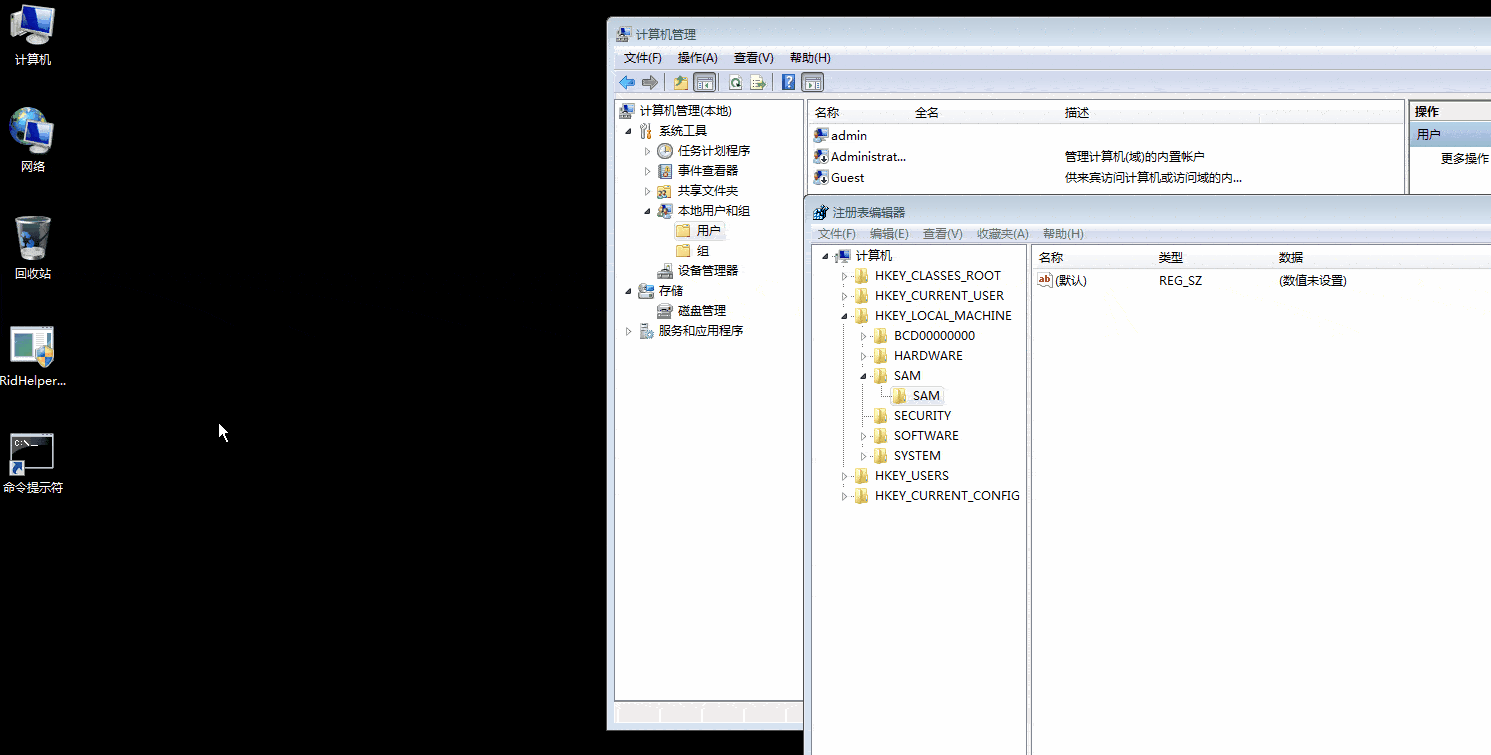 计算机
网络
回收站
RidHelper...
命令提示符
计算机管理
文件(F) 操作(A) 查看(V) 帮助(H)
计算机管理(本地)
系统工具
任务计划程序
事件查看器
共享文件夹
本地用户和组
用户
组
设备管理器
存储
磁盘管理
服务和应用程序
名称 全名 描述
admin
Administrat... 管理计算机(域)的内置帐户
Guest 供来宾访问计算机或访问域的内...
操作
用户
更多操作
注册表编辑器
文件(F) 编辑(E) 查看(V) 收藏夹(A) 帮助(H)
计算机
HKEY_CLASSES_ROOT
HKEY_CURRENT_USER
HKEY_LOCAL_MACHINE
BCD00000000
HARDWARE
SAM
SAM
SECURITY
SOFTWARE
SYSTEM
HKEY_USERS
HKEY_CURRENT_CONFIG
名称 类型 数据
(默认) REG_SZ (数值未设置)